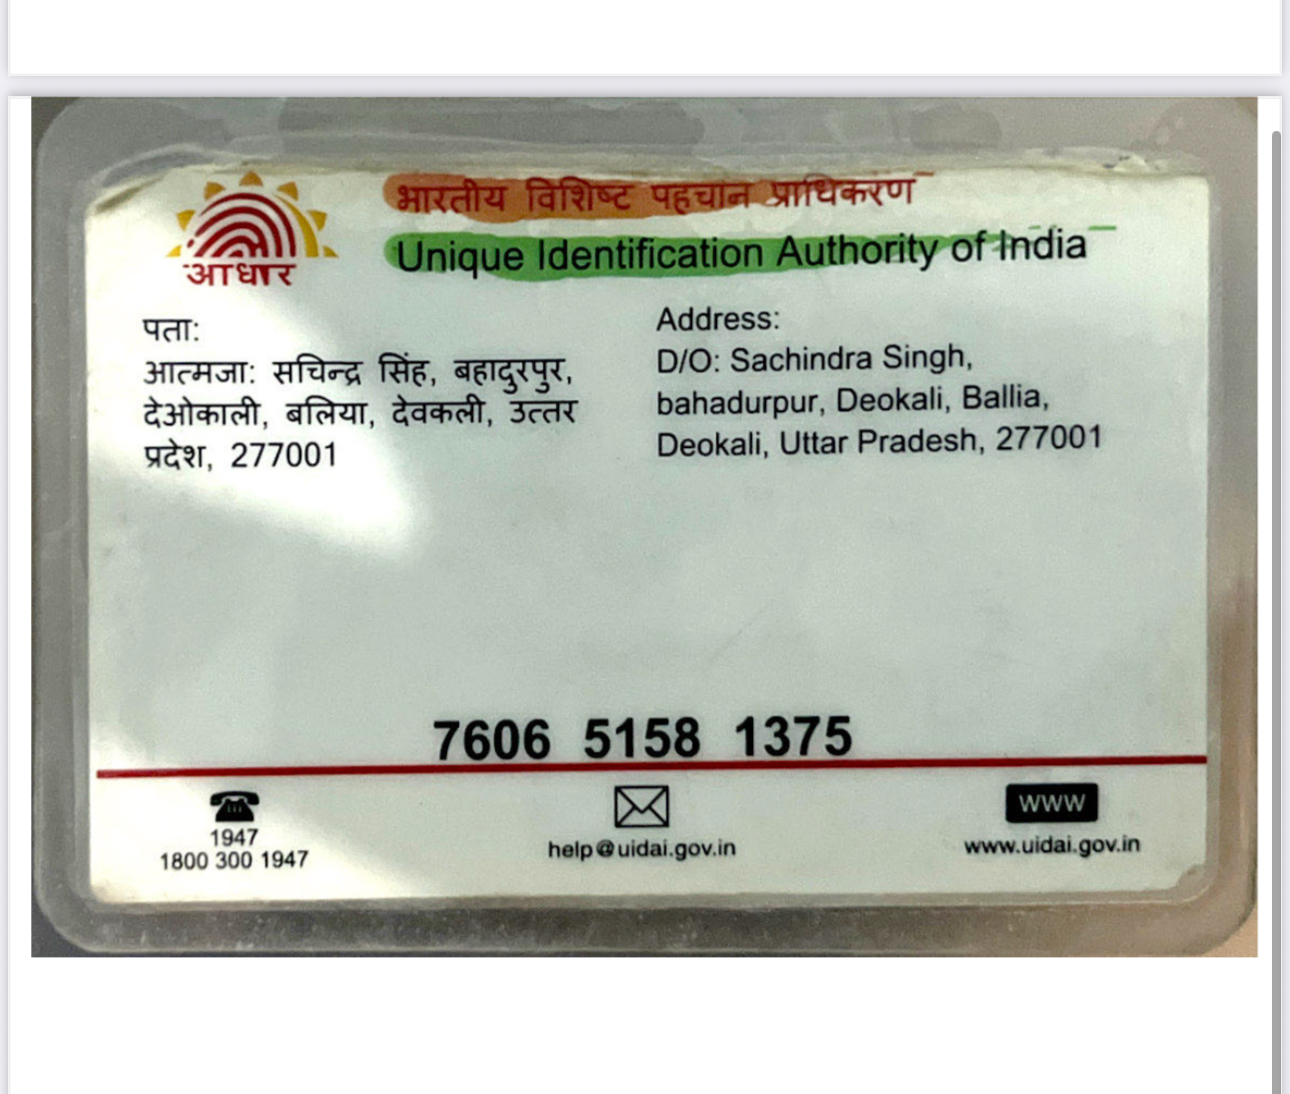 भारतीय विशिष्ट पहचान प्राधिकरण
Unique Identification Authority of India
आधार
पता:
आत्मजा: सचिन्द्र सिंह, बहादुरपुर,
देओकाली, बलिया, देवकली, उत्तर
प्रदेश, 277001
Address:
D/O: Sachindra Singh,
bahadurpur, Deokali, Ballia,
Deokali, Uttar Pradesh, 277001
7606 5158 1375
1947
1800 300 1947
help@uidai.gov.in
www
www.uidai.gov.in